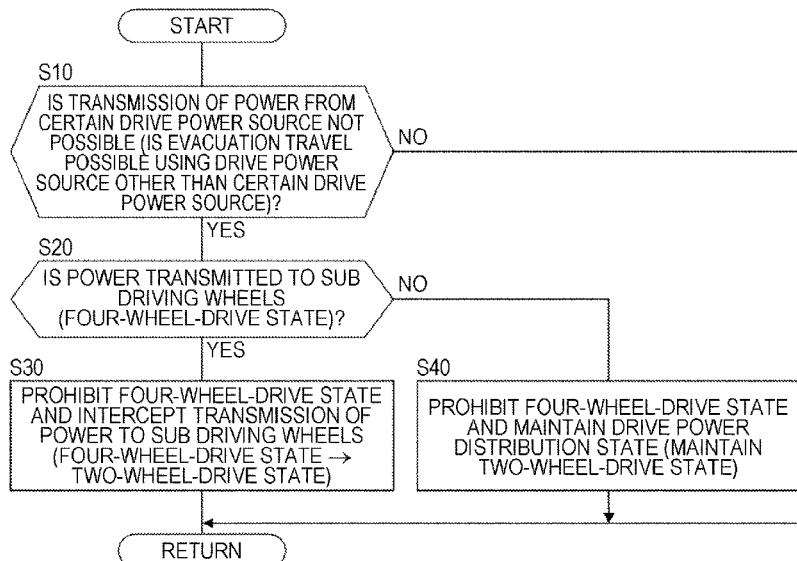 START
S10
IS TRANSMISSION OF POWER FROM
CERTAIN DRIVE POWER SOURCE NOT
POSSIBLE (IS EVACUATION TRAVEL
POSSIBLE USING DRIVE POWER
SOURCE OTHER THAN CERTAIN DRIVE
POWER SOURCE)?
NO
YES
S20
IS POWER TRANSMITTED TO SUB
DRIVING WHEELS
(FOUR-WHEEL-DRIVE STATE)?
NO
YES
S30
PROHIBIT FOUR-WHEEL-DRIVE STATE
AND INTERCEPT TRANSMISSION OF
POWER TO SUB DRIVING WHEELS
(FOUR-WHEEL-DRIVE STATE →
TWO-WHEEL-DRIVE STATE)
S40
PROHIBIT FOUR-WHEEL-DRIVE STATE
AND MAINTAIN DRIVE POWER
DISTRIBUTION STATE (MAINTAIN
TWO-WHEEL-DRIVE STATE)
RETURN